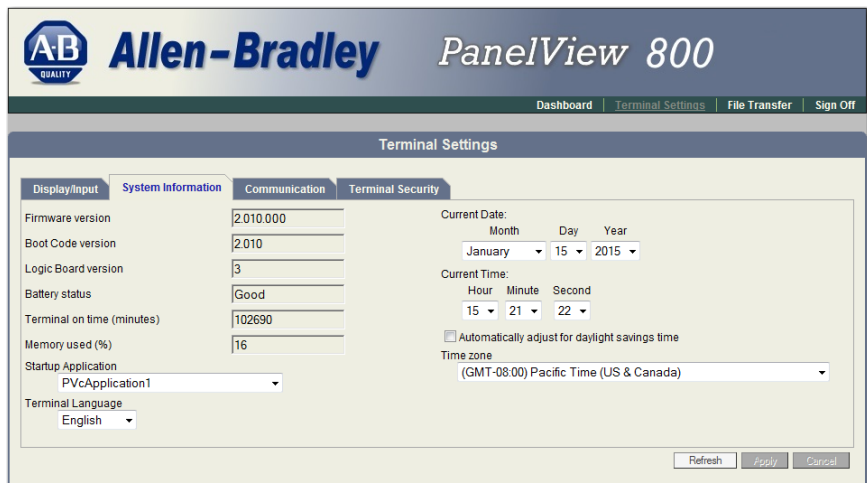 A·B
QUALITY
Allen-Bradley
PanelView 800
Dashboard | Terminal Settings | File Transfer | Sign Off
Terminal Settings
Display/Input System Information Communication Terminal Security
Firmware version 2.010.000
Boot Code version 2.010
Logic Board version 3
Battery status Good
Terminal on time (minutes) 102690
Memory used (%) 16
Startup Application
PVcApplication1
Terminal Language
English
Current Date:
Month Day Year
January 15 2015
Current Time:
Hour Minute Second
15 21 22
Automatically adjust for daylight savings time
Time zone
(GMT-08:00) Pacific Time (US & Canada)
Refresh Apply Cancel